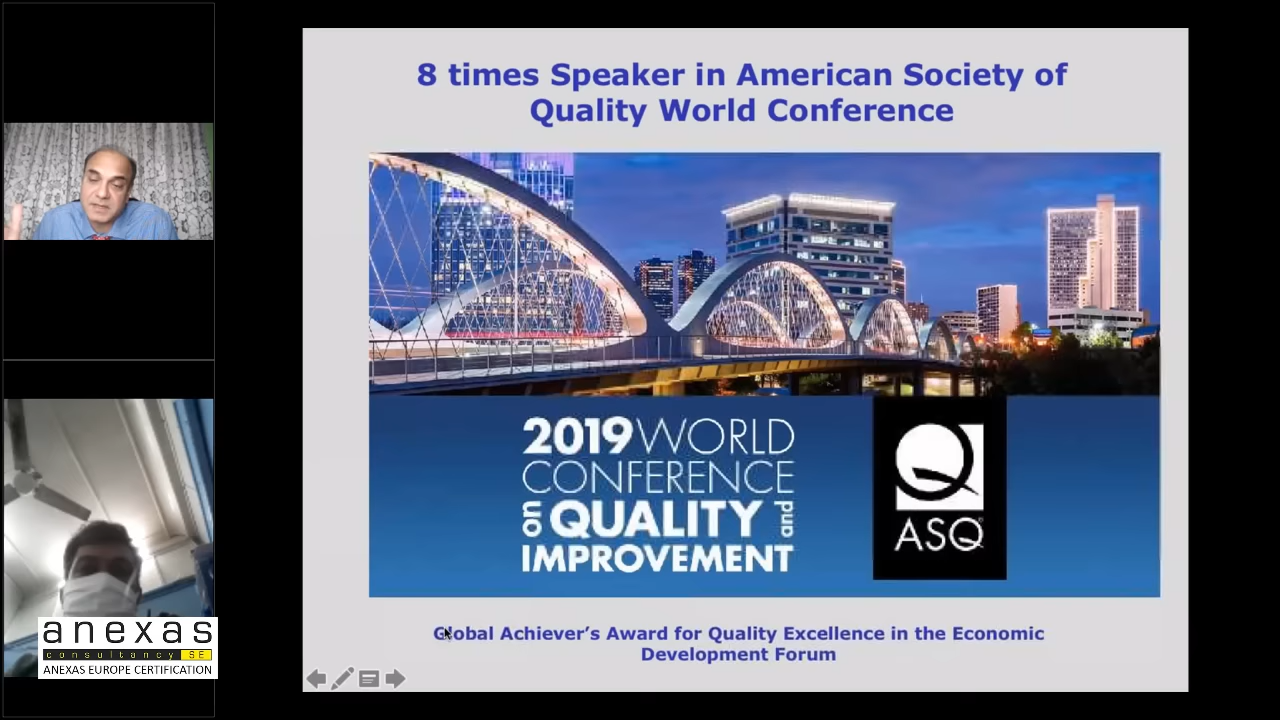 8 times Speaker in American Society of
Quality World Conference
2019 WORLD
CONFERENCE
on QUALITY and
IMPROVEMENT
ASQ
Global Achiever's Award for Quality Excellence in the Economic
Development Forum
anexas
consultancy SE
ANEXAS EUROPE CERTIFICATION